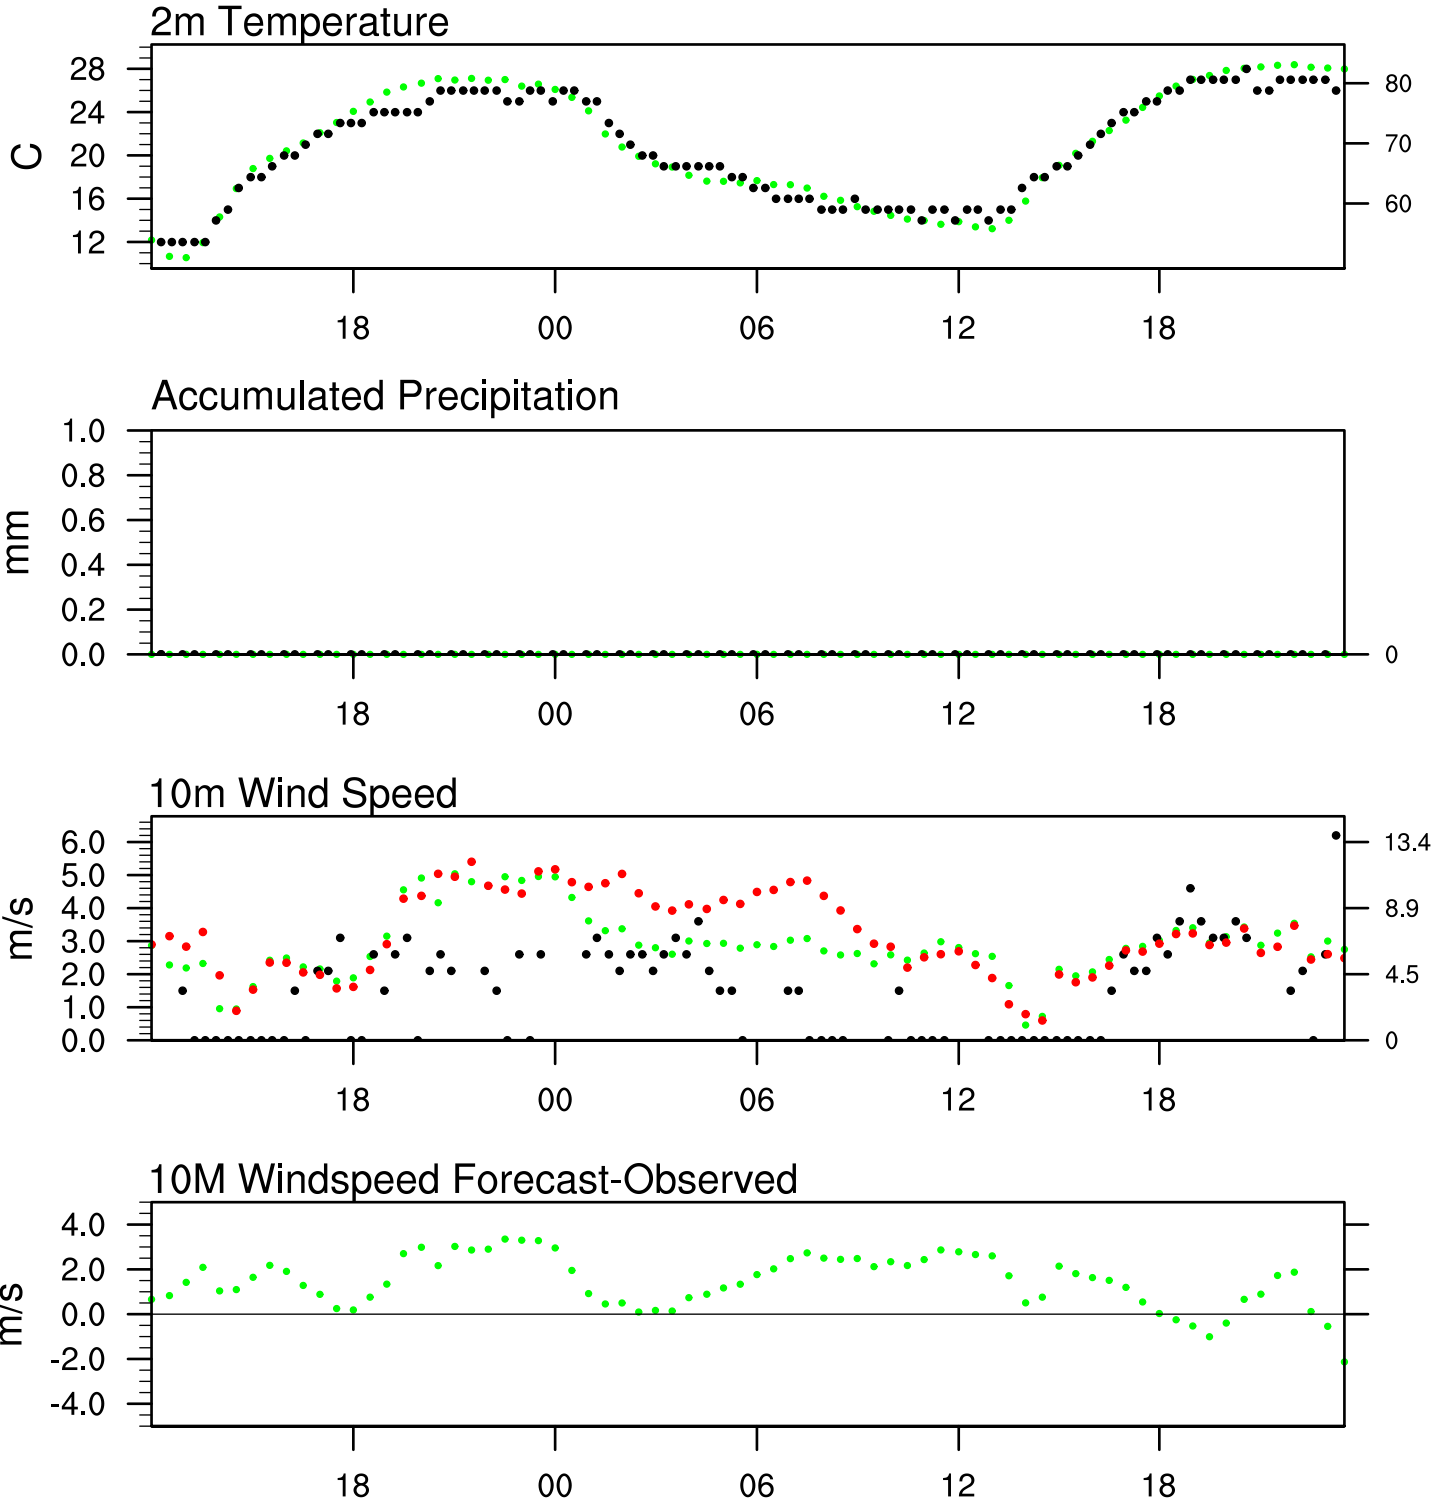 2m Temperature
28
24
20
16
12
C
80
70
60
18 00 06 12 18
Accumulated Precipitation
1.0
0.8
0.6
0.4
0.2
0.0
mm
0
18 00 06 12 18
10m Wind Speed
6.0
5.0
4.0
3.0
2.0
1.0
0.0
m/s
13.4
8.9
4.5
0
18 00 06 12 18
10M Windspeed Forecast-Observed
4.0
2.0
0.0
-2.0
-4.0
m/s
18 00 06 12 18